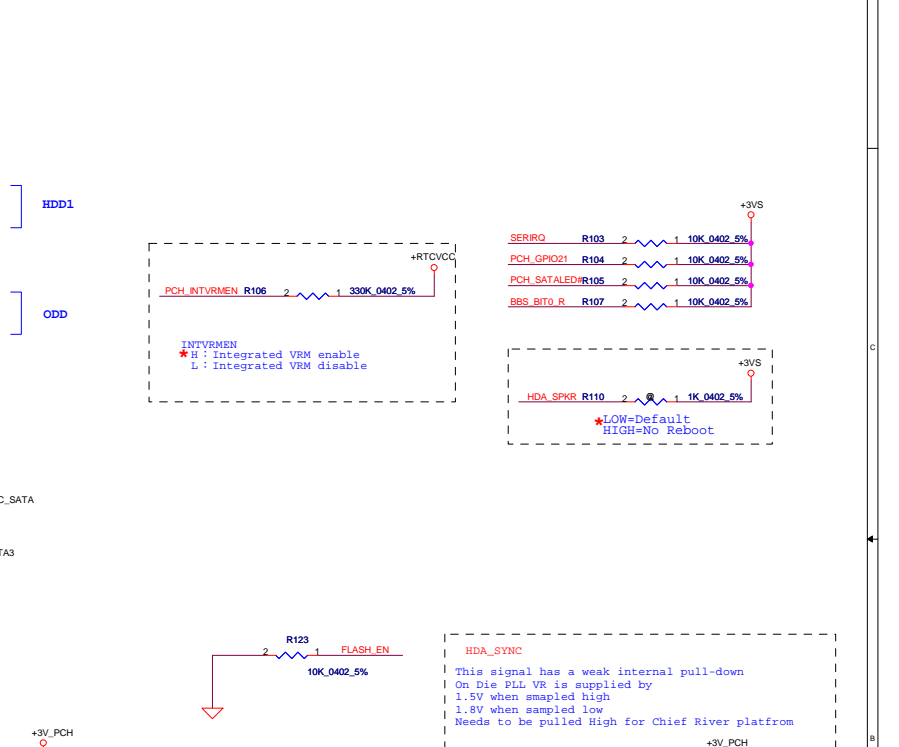 HDD1
ODD
+RTCVCC
PCH_INTVRMEN R106 2 1 330K_0402_5%
INTVRMEN
*H：Integrated VRM enable
L：Integrated VRM disable
+3VS
SERIRQ R103 2 1 10K_0402_5%
PCH_GPIO21 R104 2 1 10K_0402_5%
PCH_SATALED# R105 2 1 10K_0402_5%
BBS_BIT0_R R107 2 1 10K_0402_5%
+3VS
HDA_SPKR R110 2 @ 1 1K_0402_5%
*LOW=Default
HIGH=No Reboot
C
C_SATA
TA3
R123
2 1 FLASH_EN
10K_0402_5%
HDA_SYNC
This signal has a weak internal pull-down
On Die PLL VR is supplied by
1.5V when smapled high
1.8V when sampled low
Needs to be pulled High for Chief River platfrom
+3V_PCH
+3V_PCH
B